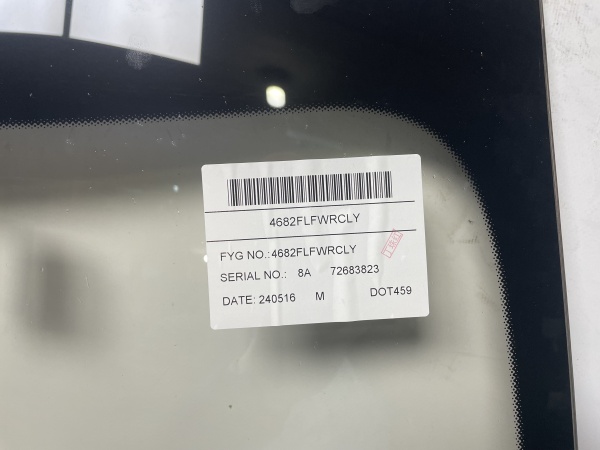 4682FLFWRCLY
FYG NO.:4682FLFWRCLY
SERIAL NO.: 8A 72683823
DATE: 240516 M DOT459